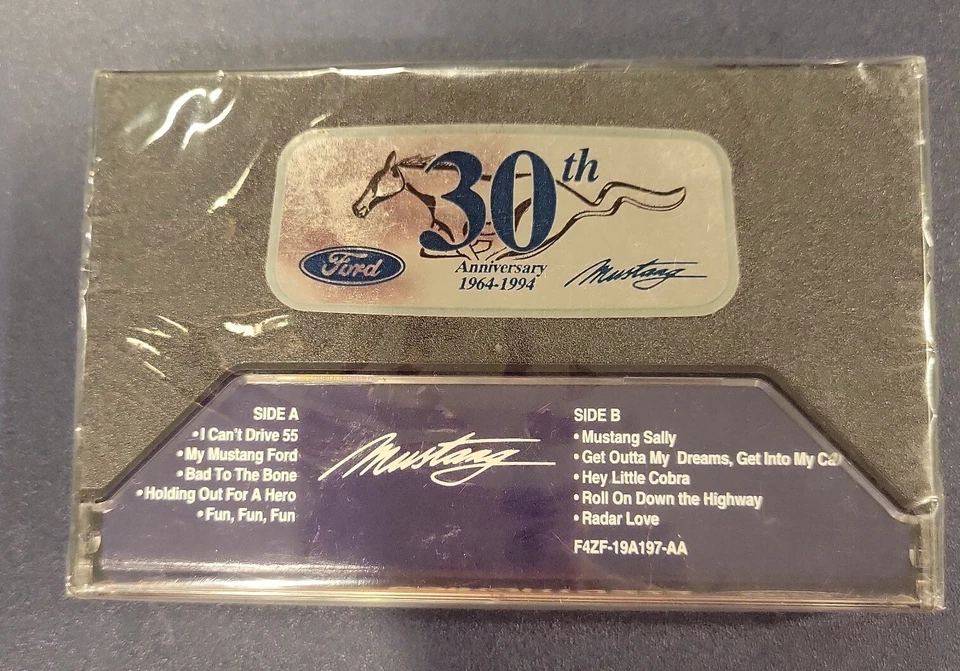 30th
Ford
Anniversary
1964-1994
Mustang
SIDE A
•I Can't Drive 55
•My Mustang Ford
•Bad To The Bone
•Holding Out For A Hero
•Fun, Fun, Fun
Mustang
SIDE B
•Mustang Sally
•Get Outta My Dreams, Get Into My Car
•Hey Little Cobra
•Roll On Down the Highway
•Radar Love
F4ZF-19A197-AA